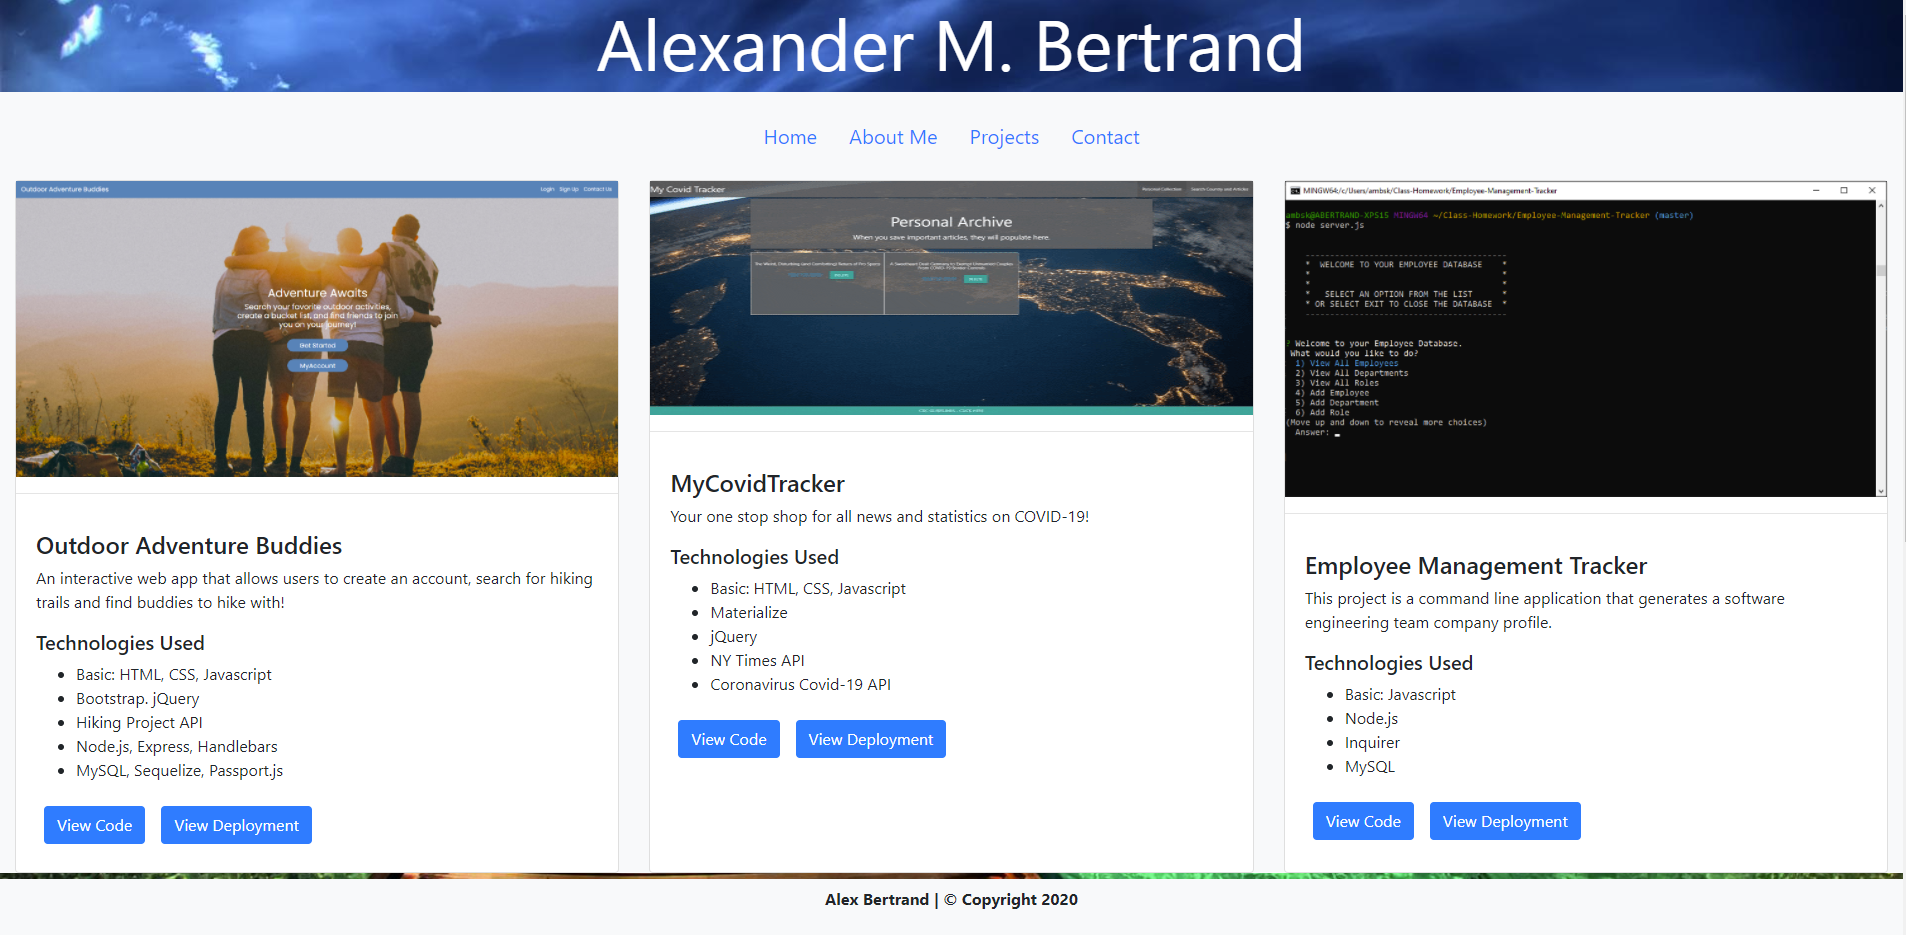 Alexander M. Bertrand
Home About Me Projects Contact
Outdoor Adventure Buddies
Login Sign Up Contact Us
Adventure Awaits
Search your favorite outdoor activities,
create a bucket list, and find friends to join
you on your journey!
Get Started
MyAccount
Outdoor Adventure Buddies
An interactive web app that allows users to create an account, search for hiking
trails and find buddies to hike with!
Technologies Used
Basic: HTML, CSS, Javascript
Bootstrap. jQuery
Hiking Project API
Node.js, Express, Handlebars
MySQL, Sequelize, Passport.js
View Code View Deployment
My Covid Tracker
Personal Collection Search Country and Articles
Personal Archive
When you save important articles, they will populate here.
MyCovidTracker
Your one stop shop for all news and statistics on COVID-19!
Technologies Used
Basic: HTML, CSS, Javascript
Materialize
jQuery
NY Times API
Coronavirus Covid-19 API
View Code View Deployment
MINGW64:/c/Users/ambsk/Class-Homework/Employee-Management-Tracker
ambsk@ABERTRAND-XPS15 MINGW64 ~/Class-Homework/Employee-Management-Tracker (master)
$ node server.js
----------------------------------------
* WELCOME TO YOUR EMPLOYEE DATABASE *
* *
* *
* SELECT AN OPTION FROM THE LIST *
* OR SELECT EXIT TO CLOSE THE DATABASE *
----------------------------------------
? Welcome to your Employee Database.
What would you like to do?
1) View All Employees
2) View All Departments
3) View All Roles
4) Add Employee
5) Add Department
6) Add Role
(Move up and down to reveal more choices)
Answer:
Employee Management Tracker
This project is a command line application that generates a software
engineering team company profile.
Technologies Used
Basic: Javascript
Node.js
Inquirer
MySQL
View Code View Deployment
Alex Bertrand | © Copyright 2020